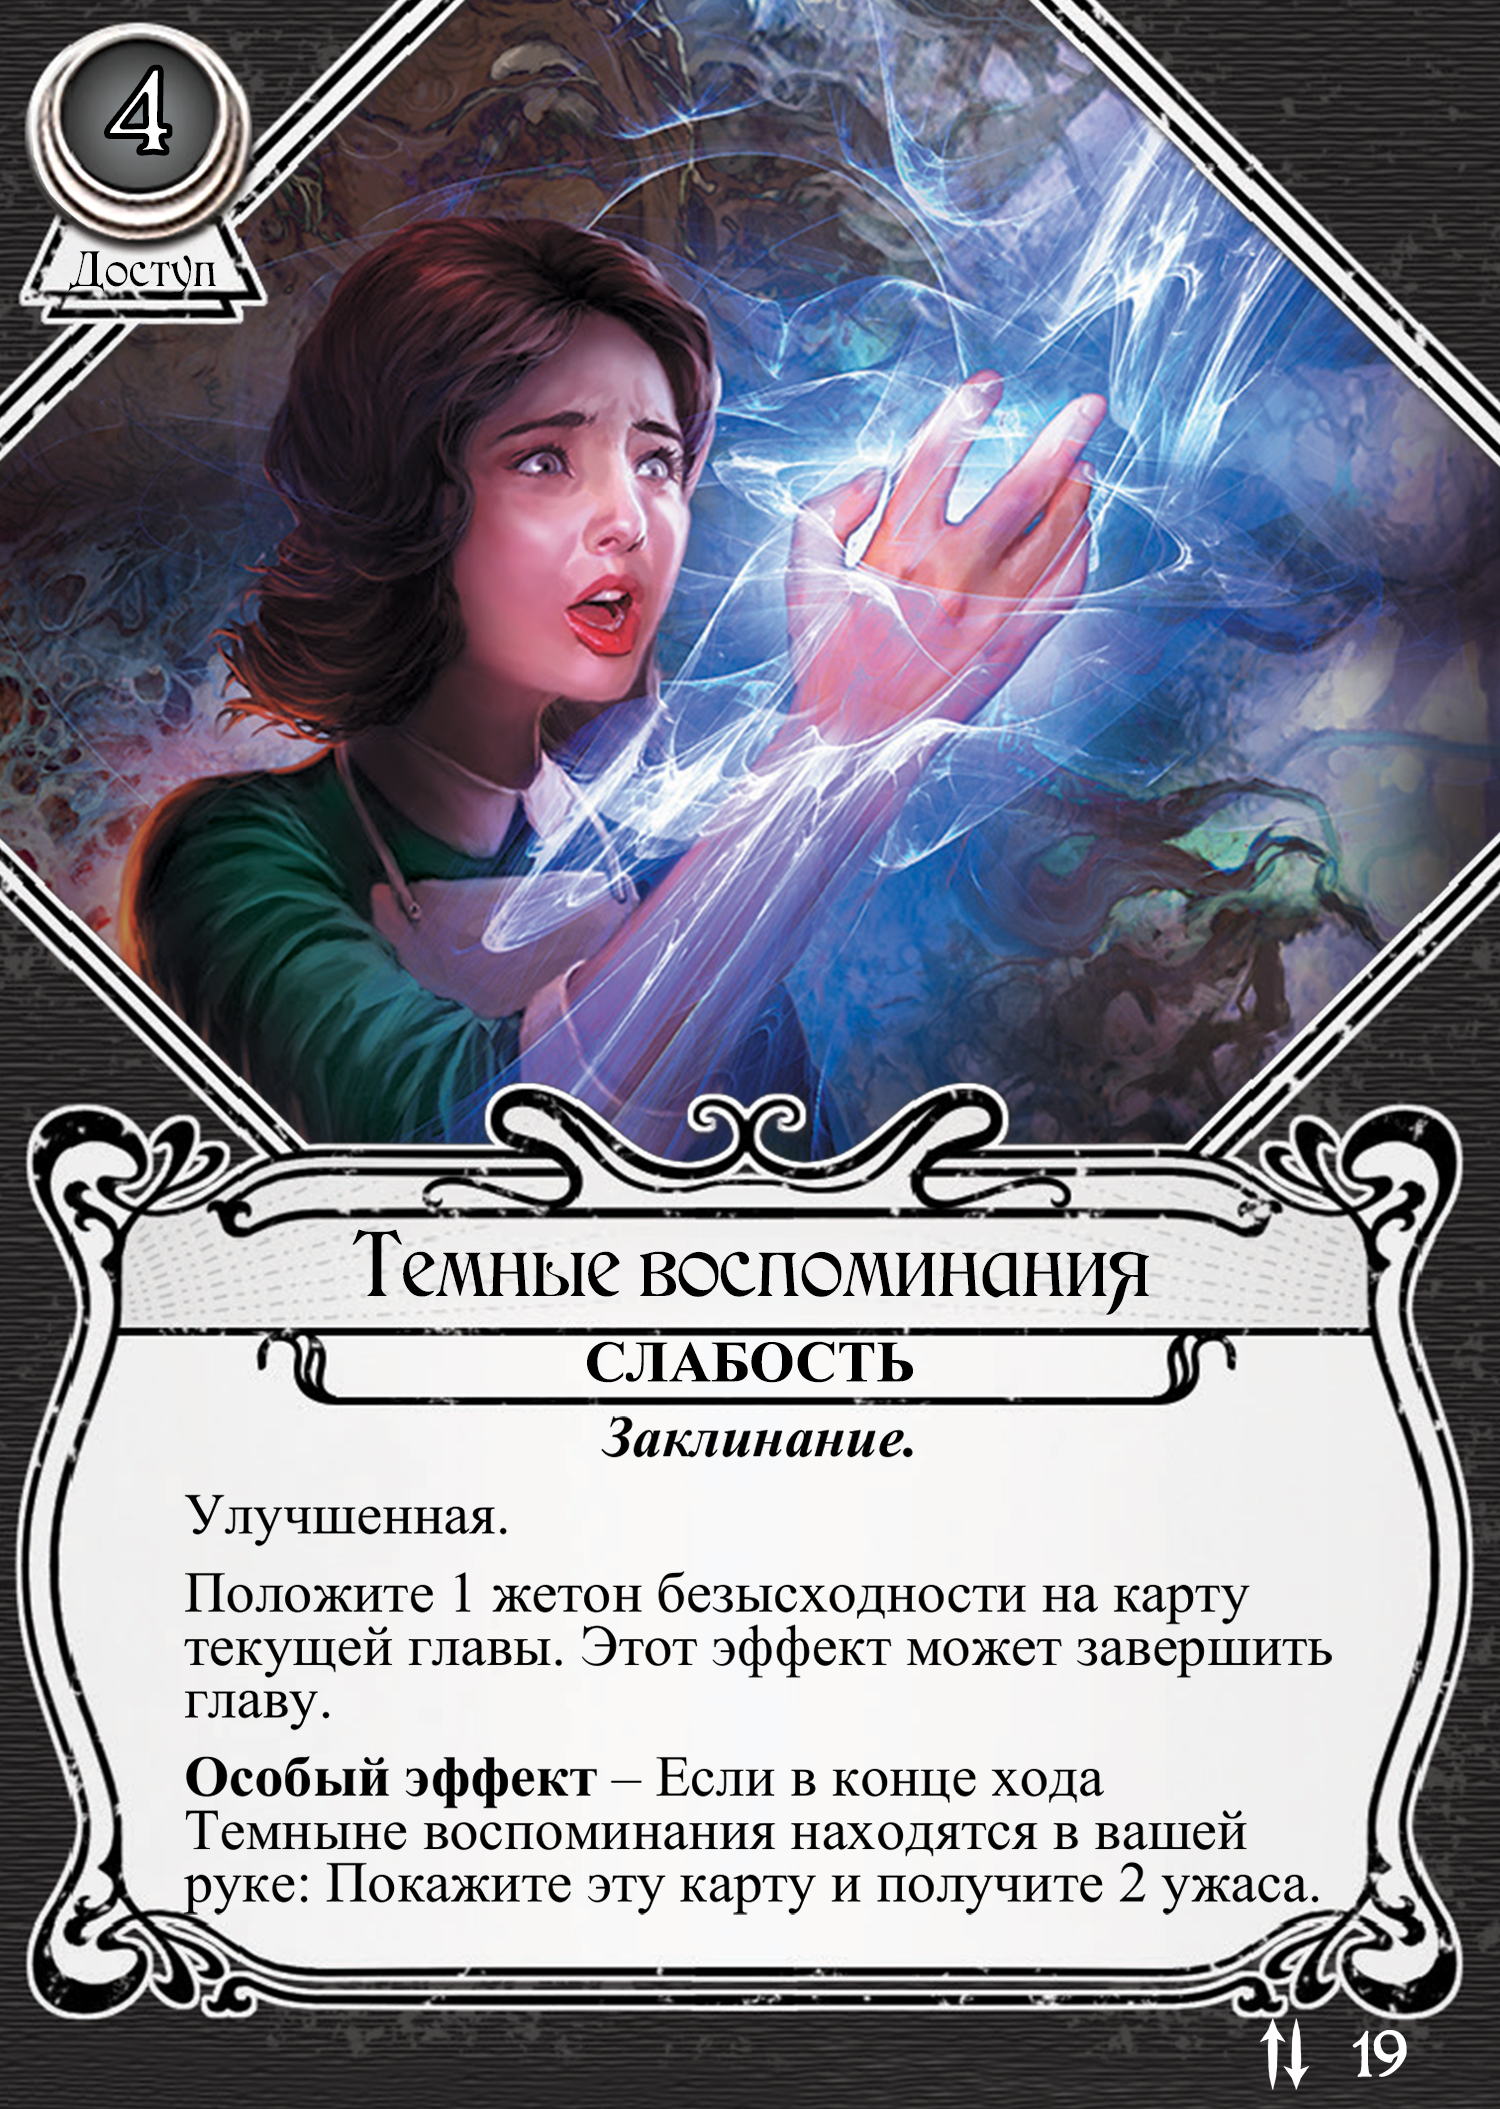 4
Доступ
Темные воспоминания
СЛАБОСТЬ
Заклинание.
Улучшенная.
Положите 1 жетон безысходности на карту
текущей главы. Этот эффект может завершить
главу.
Особый эффект – Если в конце хода
Темныне воспоминания находятся в вашей
руке: Покажите эту карту и получите 2 ужаса.
19